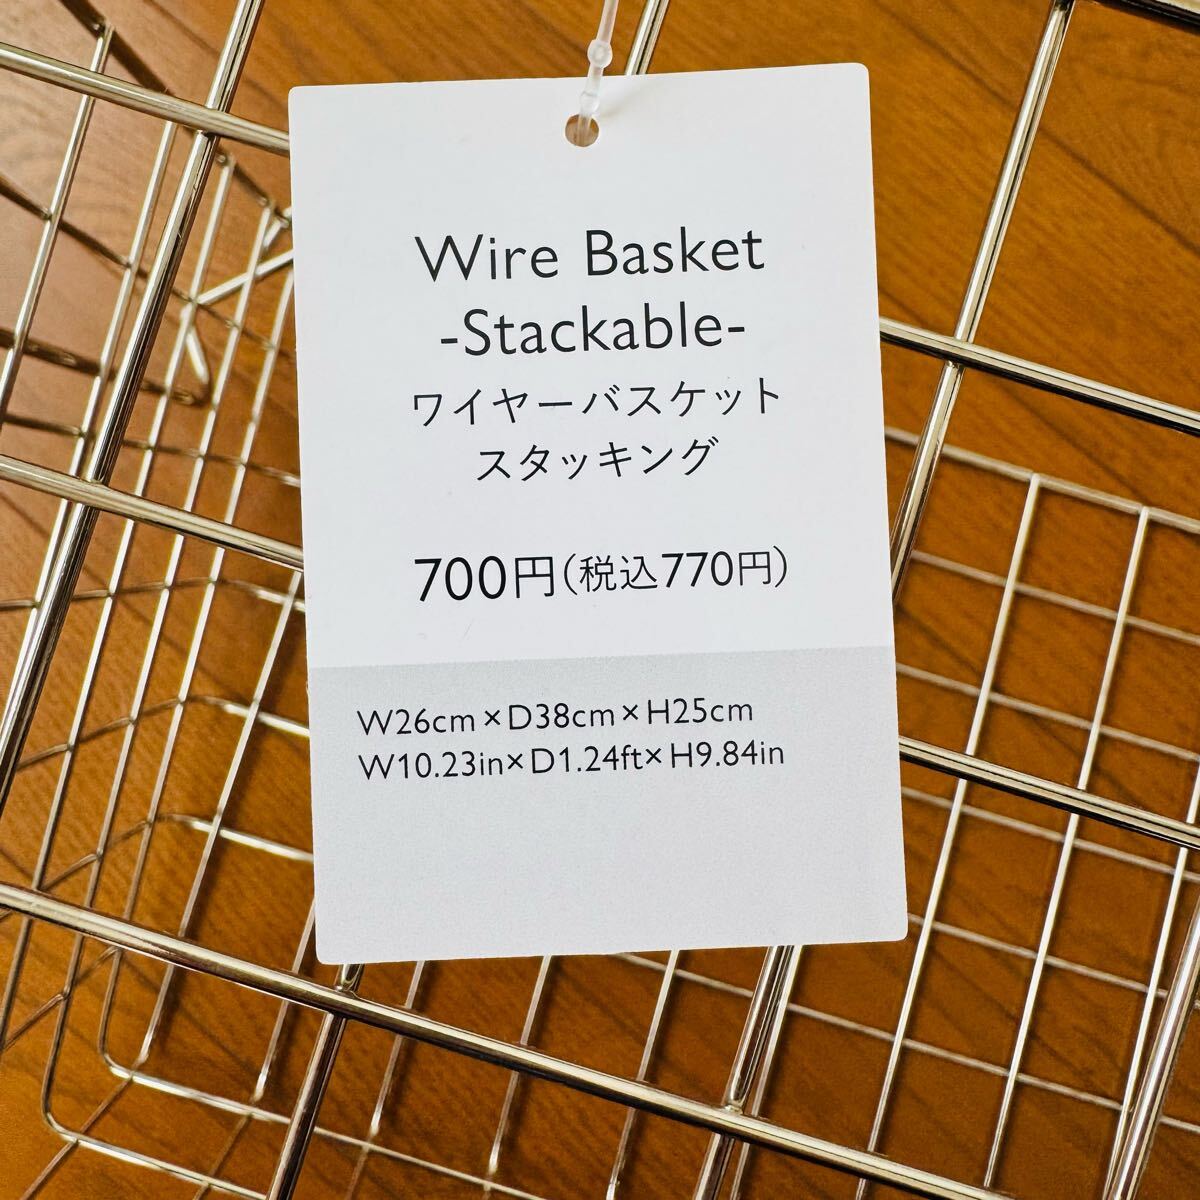 Wire Basket
-Stackable-
ワイヤーバスケット
スタッキング
700円(税込770円)
W26cm×D38cm×H25cm
W10.23in×D1.24ft×H9.84in